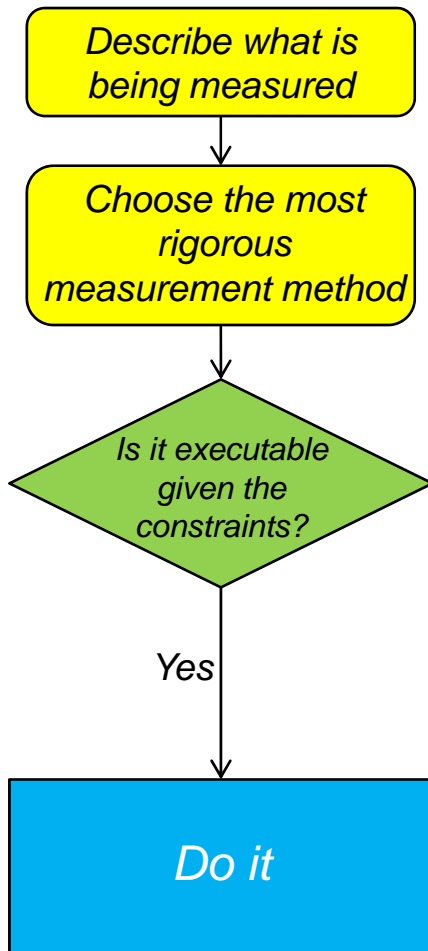 Describe what is
being measured
Choose the most
rigorous
measurement method
Is it executable
given the
constraints?
Yes
Do it